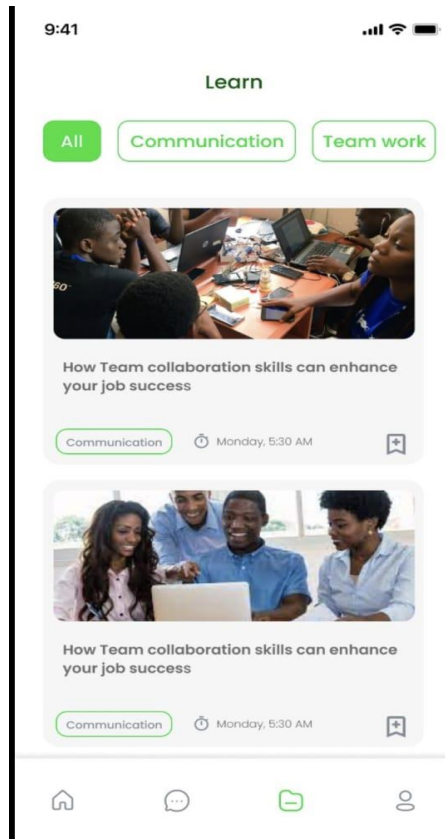 9:41
Learn
All
Communication
Team work
60°
How Team collaboration skills can enhance
your job success
Communication
Monday, 5:30 AM
How Team collaboration skills can enhance
your job success
Communication
Monday, 5:30 AM